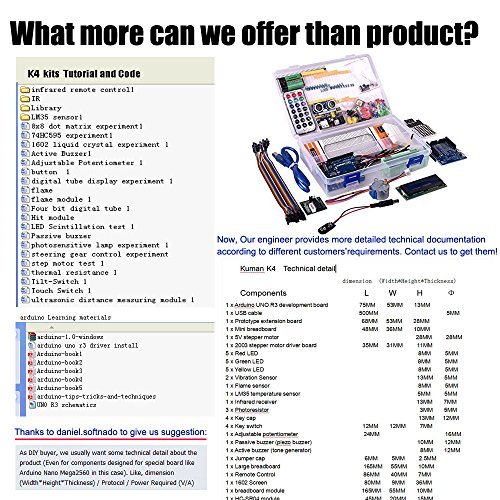 What more can we offer than product?
K4 kits Tutorial and Code
infrared remote control1
IR
Library
LM35 sensor1
8x8 dot matrix experiment1
74HC595 experiment1
1602 liquid crystal experiment 1
Active Buzzer1
Adjustable Potentiometer 1
button 1
digital tube display experiment 1
flame
flame module 1
Four bit digital tube 1
Hit module
LED Scintillation test 1
Passive buzzer
photosensitive lamp experiment 1
steering gear control experiment
step motor test 1
thermal resistance 1
Tilt-Switch 1
Touch Switch 1
ultrasonic distance measuring module 1
arduino Learning materials
arduino-1.0-windows
arduino uno r3 driver install
Arduino-book1
Arduino-book2
Arduino-book3
Arduino-book4
Arduino-book5
arduino-tips-tricks-and-techniques
UNO R3 schematics
Thanks to daniel.softnado to give us suggestion:
As DIY buyer, we usually want some technical detail about the
product (Even for components designed for special board like
Arduino Nano Mega2560 in this case). Like, dimension
(Width*Height*Thickness) / Protocol / Power Required (V/A)
Now, Our engineer provides more detailed technical documentation
according to different customers'requirements. Contact us to get them!
Kuman K4 Technical detail
dimension (Width*Height*Thickness)
Components L W H Φ
1 x Arduino UNO R3 development board 75MM 53MM 13MM
1 x USB cable 500MM 5MM
1 x Prototype extension board 68MM 53MM 25MM
1 x Mini breadboard 48MM 36MM 10MM
1 x 5V stepper motor 28MM 28MM
1 x 2003 stepper motor driver board 35MM 31MM 11MM
5 x Red LED 8MM 5MM
5 x Green LED 8MM 5MM
5 x Yellow LED 8MM 5MM
2 x Vibration Sensor 13MM 5MM
1 x Flame sensor 8MM 5MM
1 x LM35 temperature sensor 5MM 5MM
1 x Infrared receiver 13MM 7MM
3 x Photoresistor 3MM 5MM
4 x Key cap 13MM 12MM
4 x Key switch 12MM 12MM 7MM
1 x Adjustable potentiometer 24MM 16MM
1 x Passive buzzer (piezo buzzer) 10MM 12MM
1 x Active buzzer (tone generator) 8MM 12MM
1 x Jumper cap 6MM 5MM 2.5MM
1 x Large breadboard 165MM 55MM 10MM
1 x Remote Control 86MM 40MM 7MM
1 x 1602 Screen 80MM 9MM 36MM
1 x breadboard module 165MM 55MM 10MM
1 x HC-SR04 module 45MM 20MM 15MM